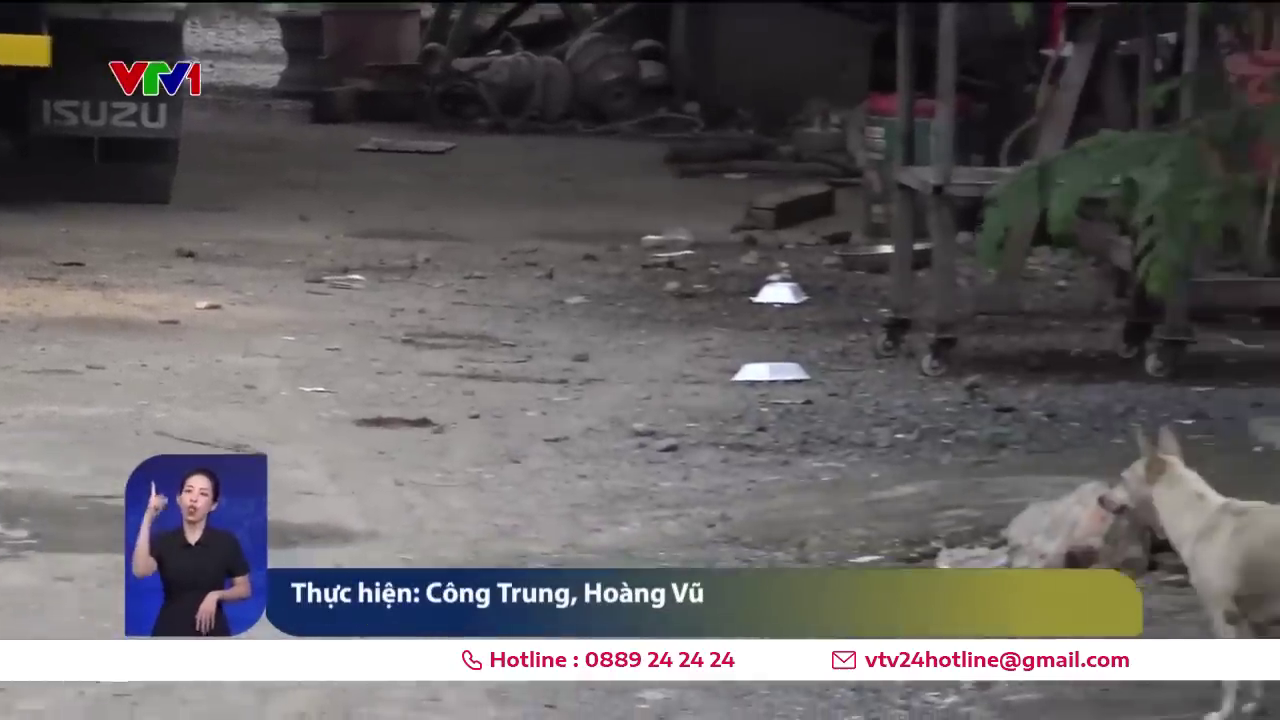 VTV1
ISUZU
Thực hiện: Công Trung, Hoàng Vũ
Hotline : 0889 24 24 24
vtv24hotline@gmail.com